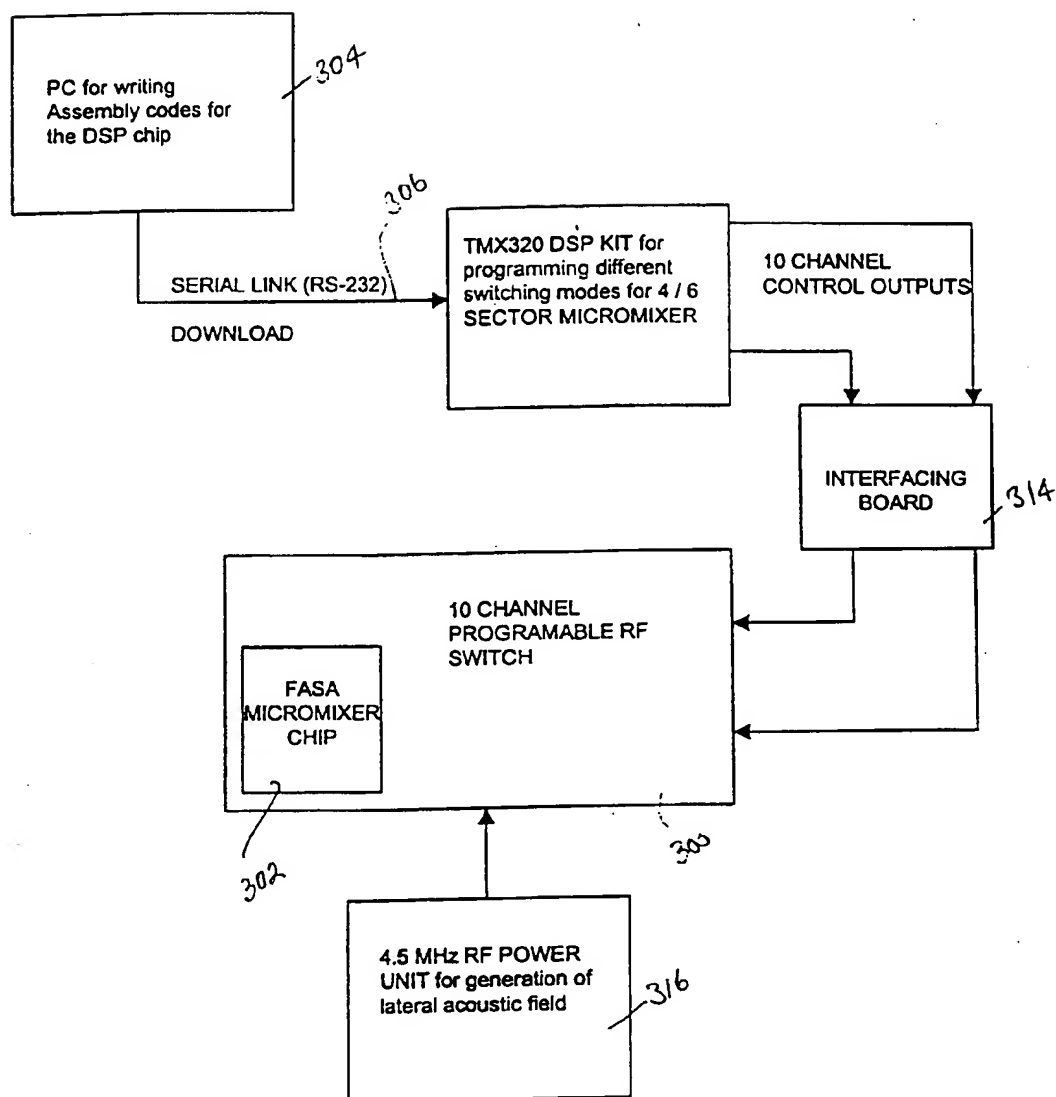 PC for writing
Assembly codes for
the DSP chip
304
306
SERIAL LINK (RS-232)
DOWNLOAD
TMX320 DSP KIT for
programming different
switching modes for 4 / 6
SECTOR MICROMIXER
10 CHANNEL
CONTROL OUTPUTS
INTERFACING
BOARD
314
10 CHANNEL
PROGRAMABLE RF
SWITCH
FASA
MICROMIXER
CHIP
302
300
4.5 MHz RF POWER
UNIT for generation of
lateral acoustic field
316